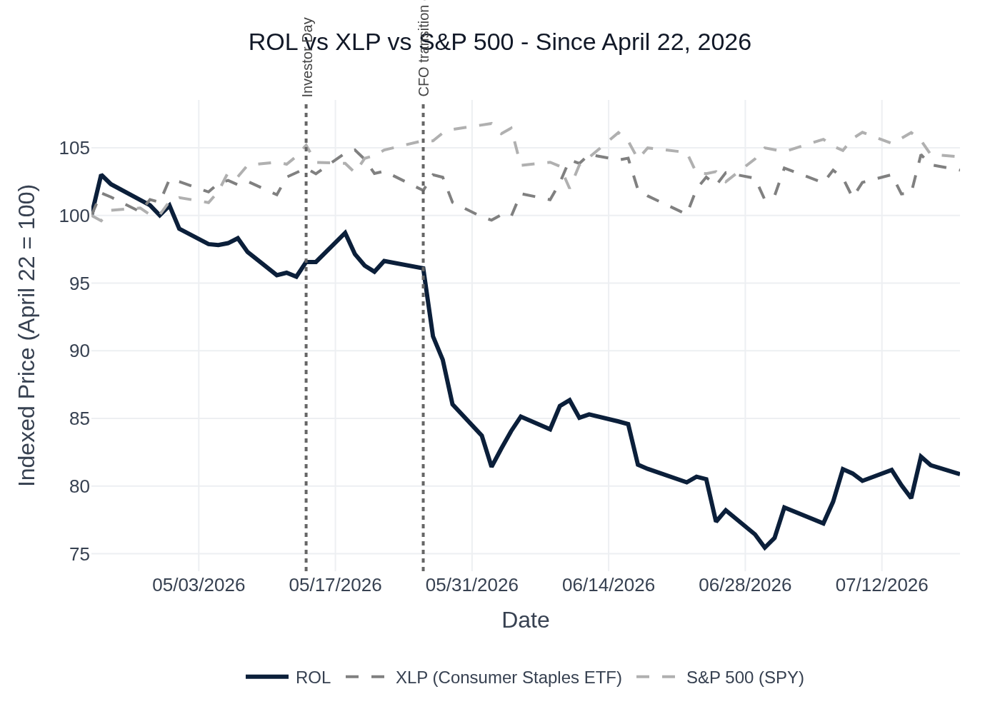 ROL vs XLP vs S&P 500 - Since April 22, 2026
Investor Day
CFO transition
Indexed Price (April 22 = 100)
105
100
95
90
85
80
75
05/03/2026
05/17/2026
05/31/2026
06/14/2026
06/28/2026
07/12/2026
Date
ROL
XLP (Consumer Staples ETF)
S&P 500 (SPY)